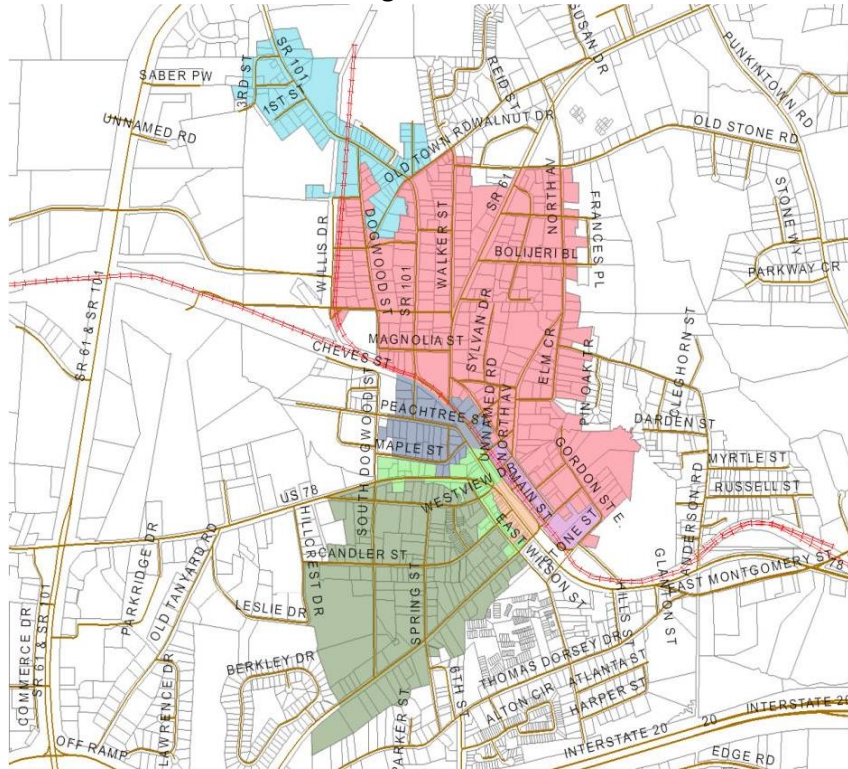 SUSAN DR
PUNKINTOWN RD
SR 101
REID ST
SABER PW
3RD ST
1ST ST
UNNAMED RD
OLD TOWN RD
WALNUT DR
OLD STONE RD
SR 61
NORTH AV
FRANCES PL
STONE WY
WILLIS DR
DOGWOOD ST
SR 101
WALKER ST
BOLIJERI BL
PARKWAY CR
SR 61 & SR 101
MAGNOLIA ST
SYLVAN DR
CHEVES ST
ELM CR
PIN OAK TR
CLEGHORN ST
SOUTH DOGWOOD ST
PEACHTREE ST
UNNAMED RD
NORTH AV
DARDEN ST
MAPLE ST
GORDON ST E.
MYRTLE ST
RUSSELL ST
ANDERSON RD
MAIN ST
US 78
WESTVIEW
HILLCREST DR
CANDLER ST
EAST WILSON ST
EAST MONTGOMERY ST
78
PARKRIDGE DR
OLD TANYARD RD
LESLIE DR
SPRING ST
HILLS ST
GLANTON ST
COMMERCE DR
SR 61 & SR 101
LAWRENCE DR
BERKLEY DR
THOMAS DORSEY DR
ATLANTA ST
HARPER ST
ALTON CIR
6TH ST
PARKER ST
OFF RAMP
INTERSTATE 20
20
INTERSTATE 20
EDGE RD